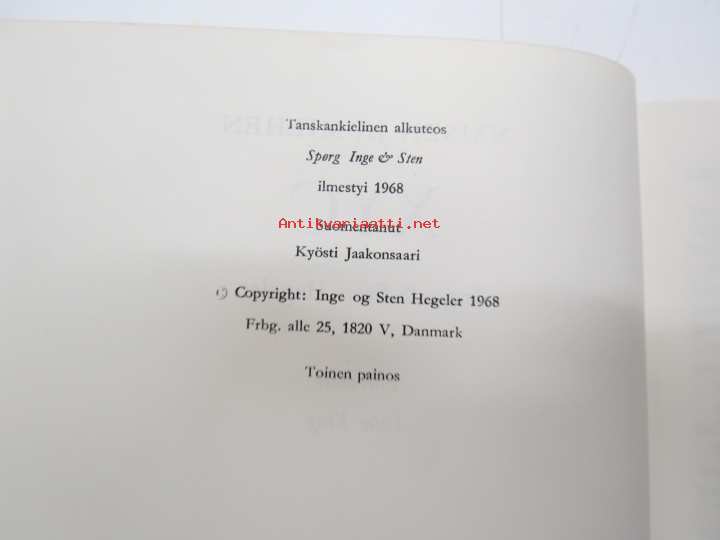 Tanskankielinen alkuteos
Spørg Inge & Sten
ilmestyi 1968
Antikvariaatti.net
Suomentanut
Kyösti Jaakonsaari
© Copyright: Inge og Sten Hegeler 1968
Frbg. alle 25, 1820 V, Danmark
Toinen painos